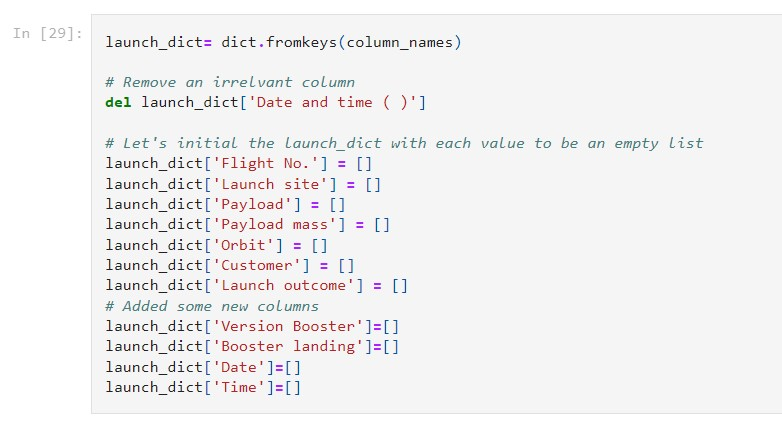 In [29]:
launch_dict= dict.fromkeys(column_names)
# Remove an irrelvant column
del launch_dict['Date and time ( )']
# Let's initial the launch_dict with each value to be an empty list
launch_dict['Flight No.'] = []
launch_dict['Launch site'] = []
launch_dict['Payload'] = []
launch_dict['Payload mass'] = []
launch_dict['Orbit'] = []
launch_dict['Customer'] = []
launch_dict['Launch outcome'] = []
# Added some new columns
launch_dict['Version Booster']=[]
launch_dict['Booster landing']=[]
launch_dict['Date']=[]
launch_dict['Time']=[]